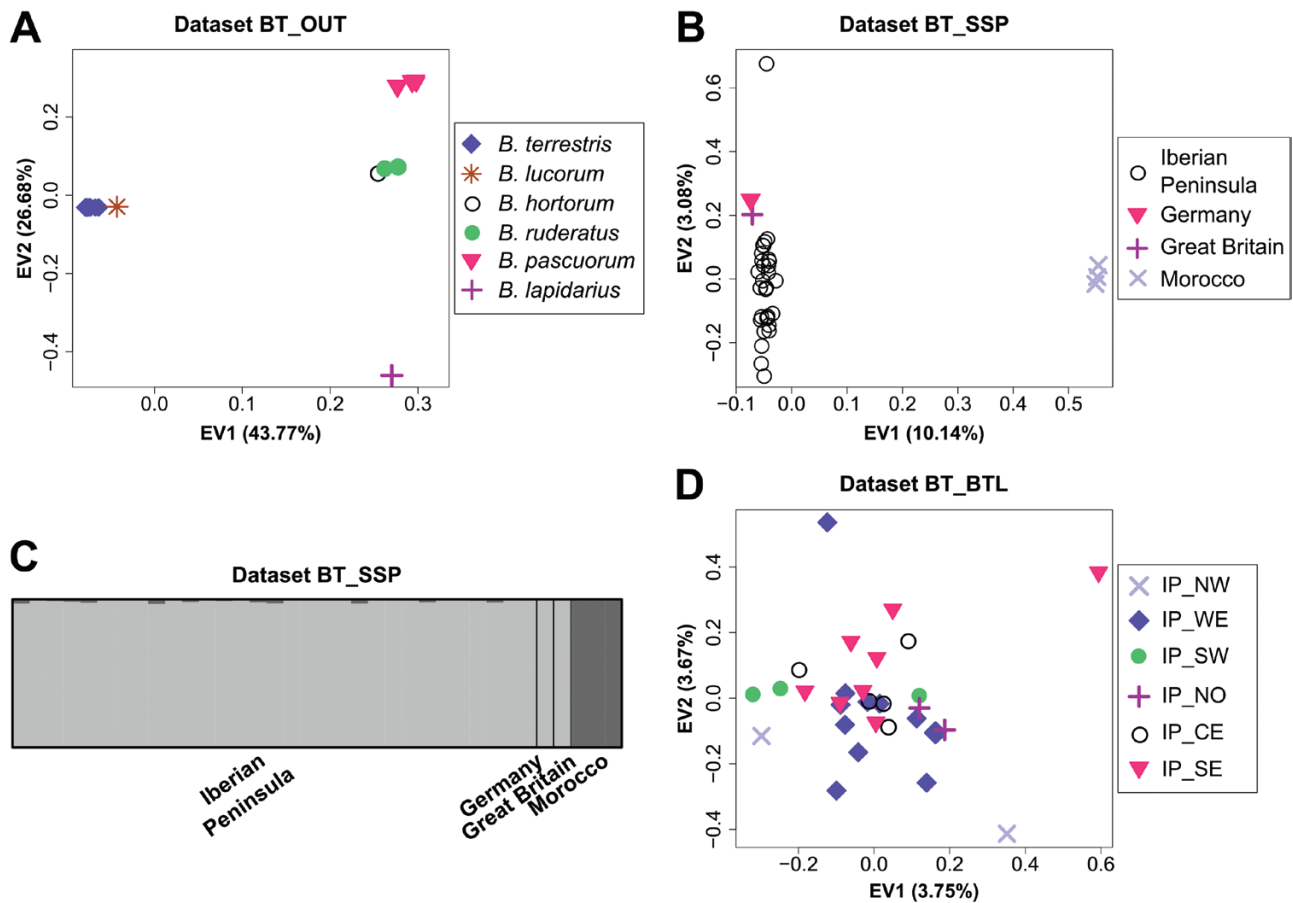 A
Dataset BT_OUT
0.2
0.0
−0.2
−0.4
EV2 (26.68%)
0.0
0.1
0.2
0.3
EV1 (43.77%)
B. terrestris
B. lucorum
B. hortorum
B. ruderatus
B. pascuorum
B. lapidarius
B
Dataset BT_SSP
0.6
0.4
0.2
0.0
−0.2
EV2 (3.08%)
−0.1
0.0
0.1
0.2
0.3
0.4
0.5
EV1 (10.14%)
Iberian
Peninsula
Germany
Great Britain
Morocco
C
Dataset BT_SSP
Iberian
Peninsula
Germany
Great Britain
Morocco
D
Dataset BT_BTL
0.4
0.2
0.0
−0.2
−0.4
EV2 (3.67%)
−0.2
0.0
0.2
0.4
0.6
EV1 (3.75%)
IP_NW
IP_WE
IP_SW
IP_NO
IP_CE
IP_SE